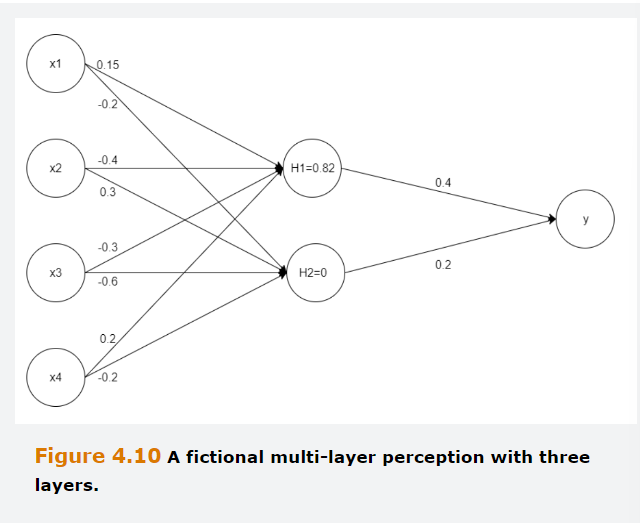 x1
0.15
-0.2
x2
-0.4
0.3
H1=0.82
0.4
y
x3
-0.3
-0.6
H2=0
0.2
0.2
x4
-0.2
Figure 4.10 A fictional multi-layer perception with three
layers.